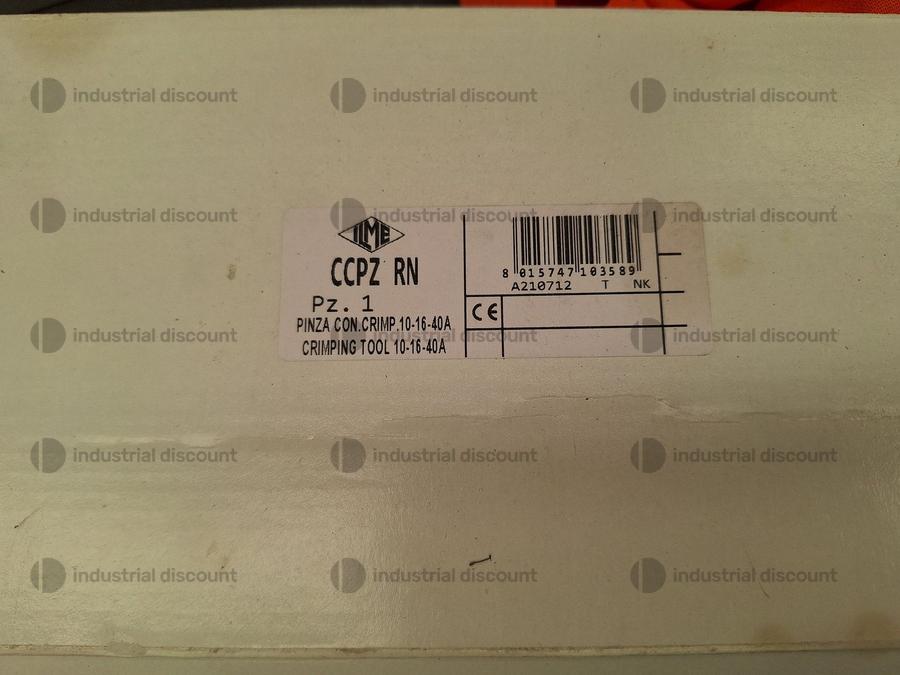 industrial discount industrial discount industrial discount
industrial discount industrial discount industrial discount
ILME
CCPZ RN
Pz. 1
PINZA CON.CRIMP.10-16-40A
CRIMPING TOOL 10-16-40A
8 015747 103589
A210712 T NK
CE
industrial discount industrial discount industrial discount
industrial discount industrial discount industrial discount
industrial discount industrial discount industrial discount